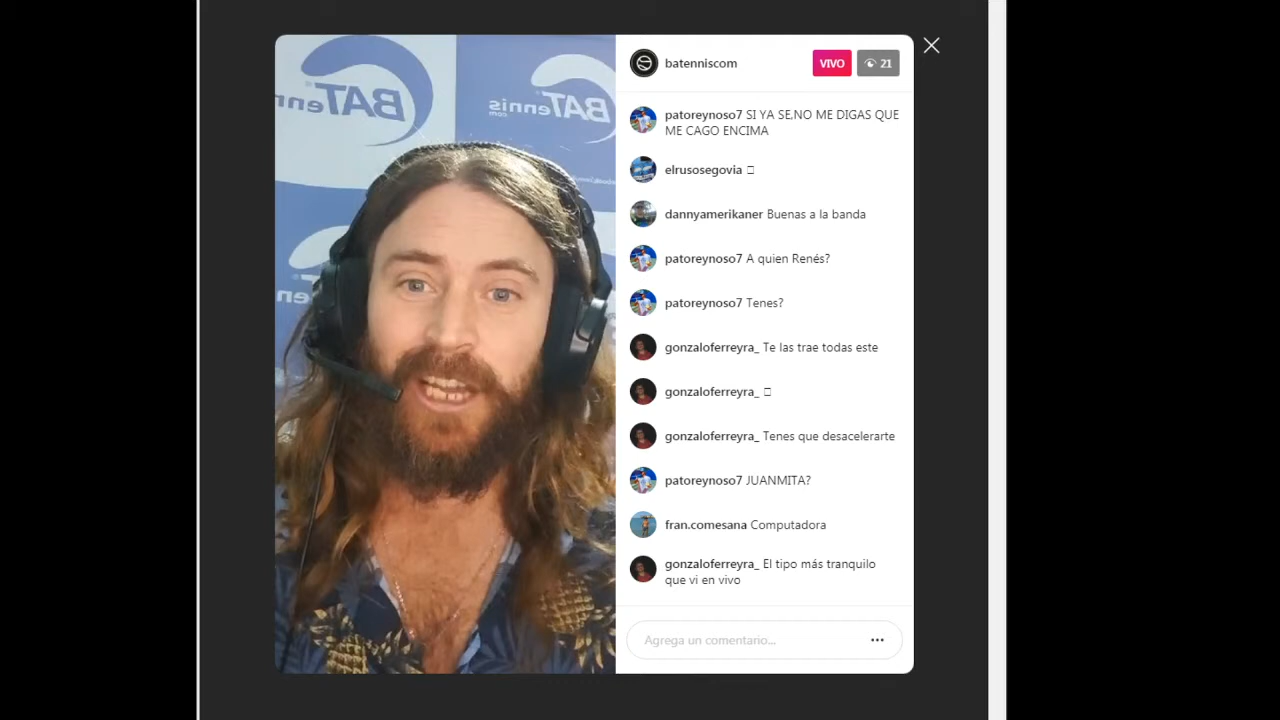 BATennis
BATennis
.com
batenniscom
VIVO
21
patoreynoso7 SI YA SE,NO ME DIGAS QUE
ME CAGO ENCIMA
elrusosegovia
dannyamerikaner Buenas a la banda
patoreynoso7 A quien Renés?
patoreynoso7 Tenes?
gonzaloferreyra_ Te las trae todas este
gonzaloferreyra_
gonzaloferreyra_ Tenes que desacelerarte
patoreynoso7 JUANMITA?
fran.comesana Computadora
gonzaloferreyra_ El tipo más tranquilo
que vi en vivo
Agrega un comentario...